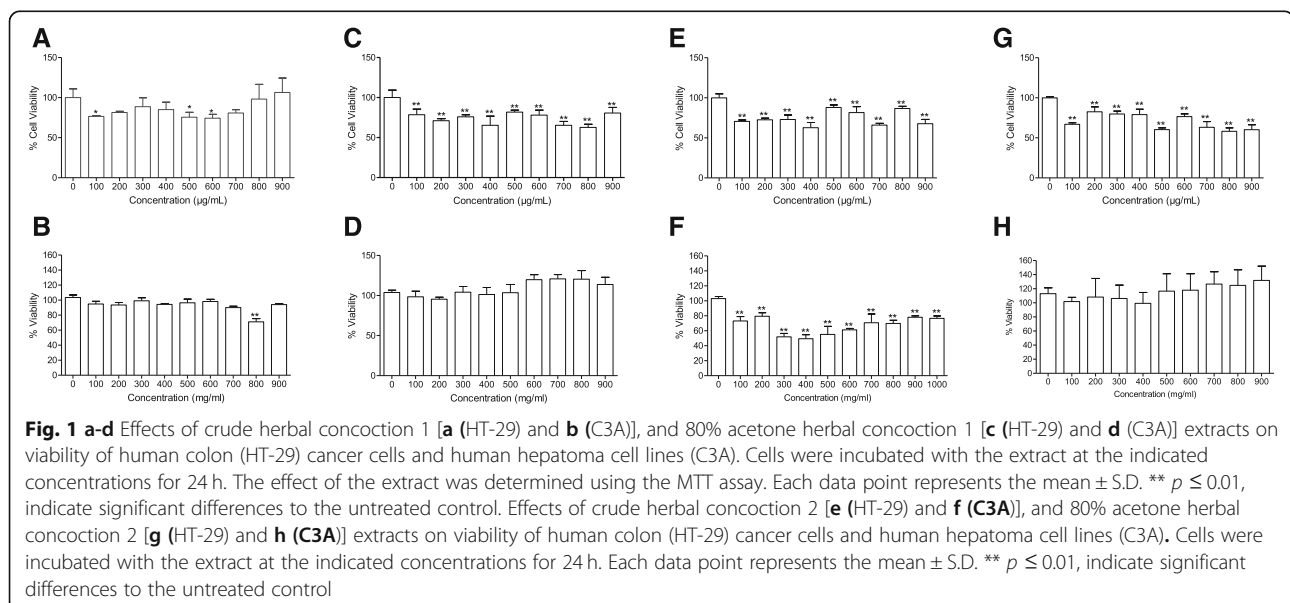 A
% Cell Viability
150
100
50
0
* * *
0 100 200 300 400 500 600 700 800 900
Concentration (µg/mL)
C
% Cell Viability
150
100
50
0
** ** ** ** ** ** ** ** **
0 100 200 300 400 500 600 700 800 900
Concentration (µg/mL)
E
% Cell Viability
150
100
50
0
** ** ** ** ** ** ** ** **
0 100 200 300 400 500 600 700 800 900
Concentration (µg/mL)
G
% Cell Viability
150
100
50
0
** ** ** ** ** ** ** ** **
0 100 200 300 400 500 600 700 800 900
Concentration (µg/mL)
B
% Viability
160
140
120
100
80
60
40
20
0
**
0 100 200 300 400 500 600 700 800 900
Concentration (mg/ml)
D
% Viability
150
100
50
0
0 100 200 300 400 500 600 700 800 900
Concentration (mg/ml)
F
% Viability
160
140
120
100
80
60
40
20
0
** ** ** ** ** ** ** ** ** **
0 100 200 300 400 500 600 700 800 900 1000
Concentration (mg/ml)
H
% Viability
160
140
120
100
80
60
40
20
0
0 100 200 300 400 500 600 700 800 900
Concentration (mg/ml)
Fig. 1 a-d Effects of crude herbal concoction 1 [a (HT-29) and b (C3A)], and 80% acetone herbal concoction 1 [c (HT-29) and d (C3A)] extracts on
viability of human colon (HT-29) cancer cells and human hepatoma cell lines (C3A). Cells were incubated with the extract at the indicated
concentrations for 24 h. The effect of the extract was determined using the MTT assay. Each data point represents the mean ± S.D. ** p ≤ 0.01,
indicate significant differences to the untreated control. Effects of crude herbal concoction 2 [e (HT-29) and f (C3A)], and 80% acetone herbal
concoction 2 [g (HT-29) and h (C3A)] extracts on viability of human colon (HT-29) cancer cells and human hepatoma cell lines (C3A). Cells were
incubated with the extract at the indicated concentrations for 24 h. Each data point represents the mean ± S.D. ** p ≤ 0.01, indicate significant
differences to the untreated control